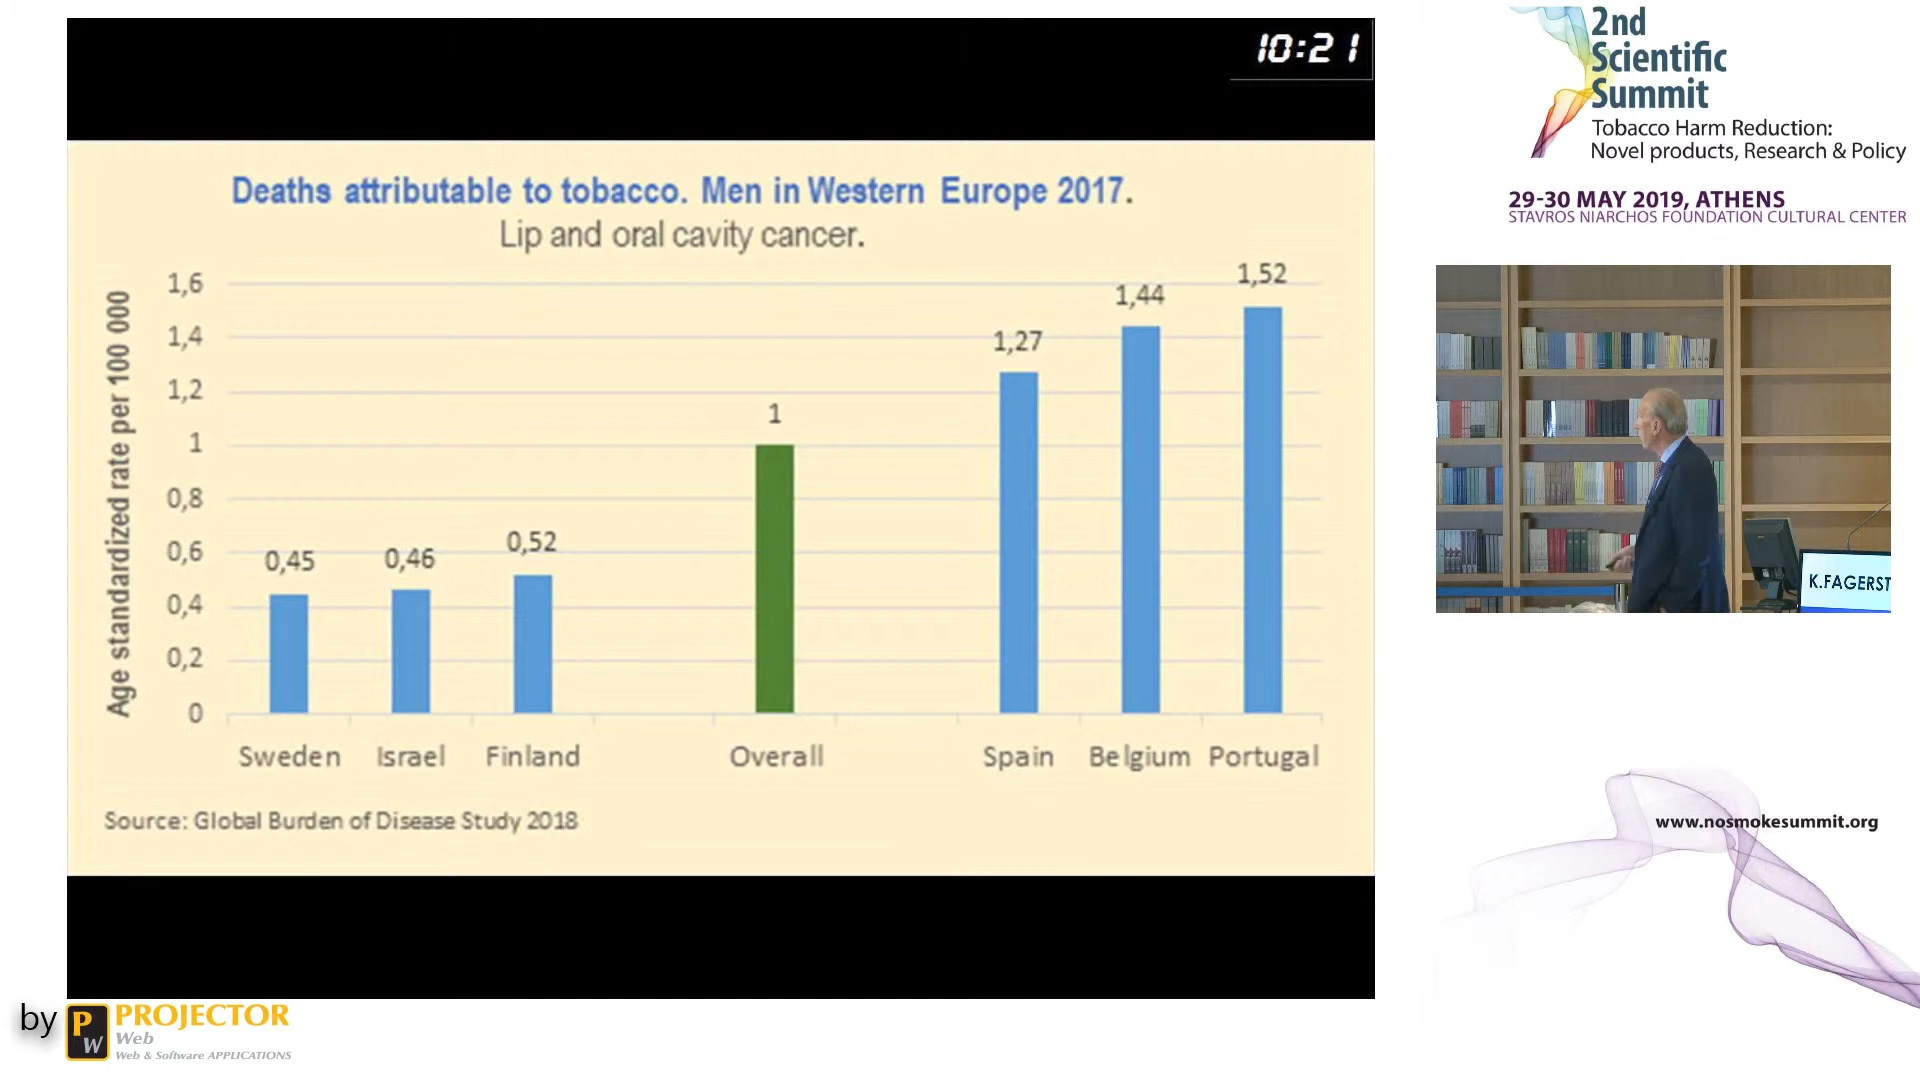 10:21
Deaths attributable to tobacco. Men in Western Europe 2017.
Lip and oral cavity cancer.
Age standardized rate per 100 000
1,6
1,4
1,2
1
0,8
0,6
0,4
0,2
0
0,45
0,46
0,52
1
1,27
1,44
1,52
Sweden
Israel
Finland
Overall
Spain
Belgium
Portugal
Source: Global Burden of Disease Study 2018
2nd
Scientific
Summit
Tobacco Harm Reduction:
Novel products, Research & Policy
29-30 MAY 2019, ATHENS
STAVROS NIARCHOS FOUNDATION CULTURAL CENTER
K.FAGERST
www.nosmokesummit.org
by
PW
PROJECTOR
Web
Web & Software APPLICATIONS